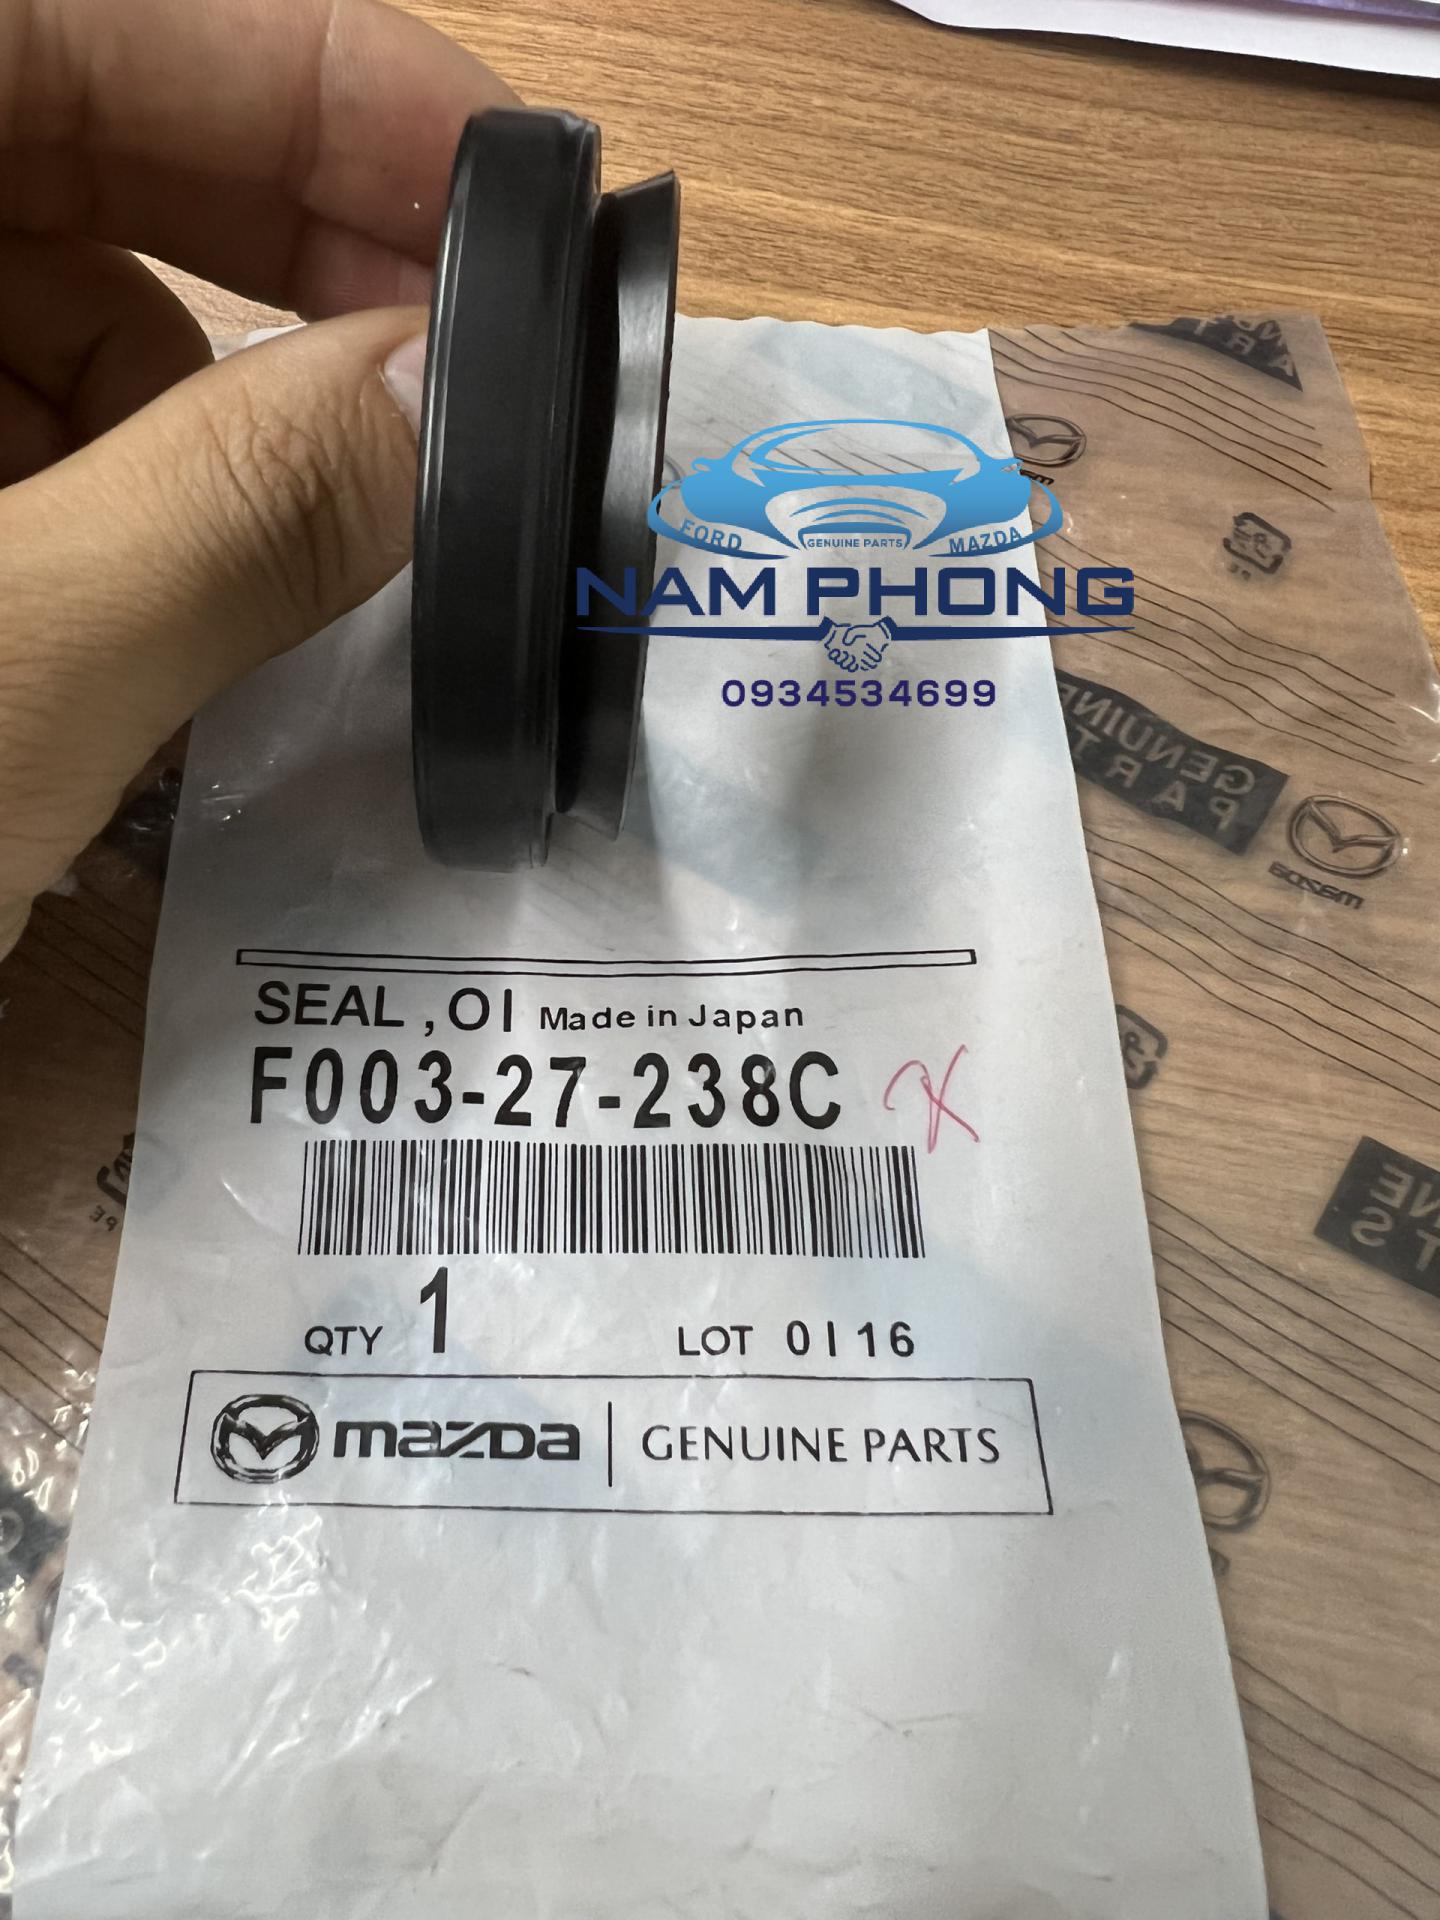 FORD GENUINE PARTS MAZDA
NAM PHONG
0934534699
GENUINE
PARTS
mazda
SEAL ,OI Made in Japan
F003-27-238C
QTY 1 LOT 0116
mazda GENUINE PARTS